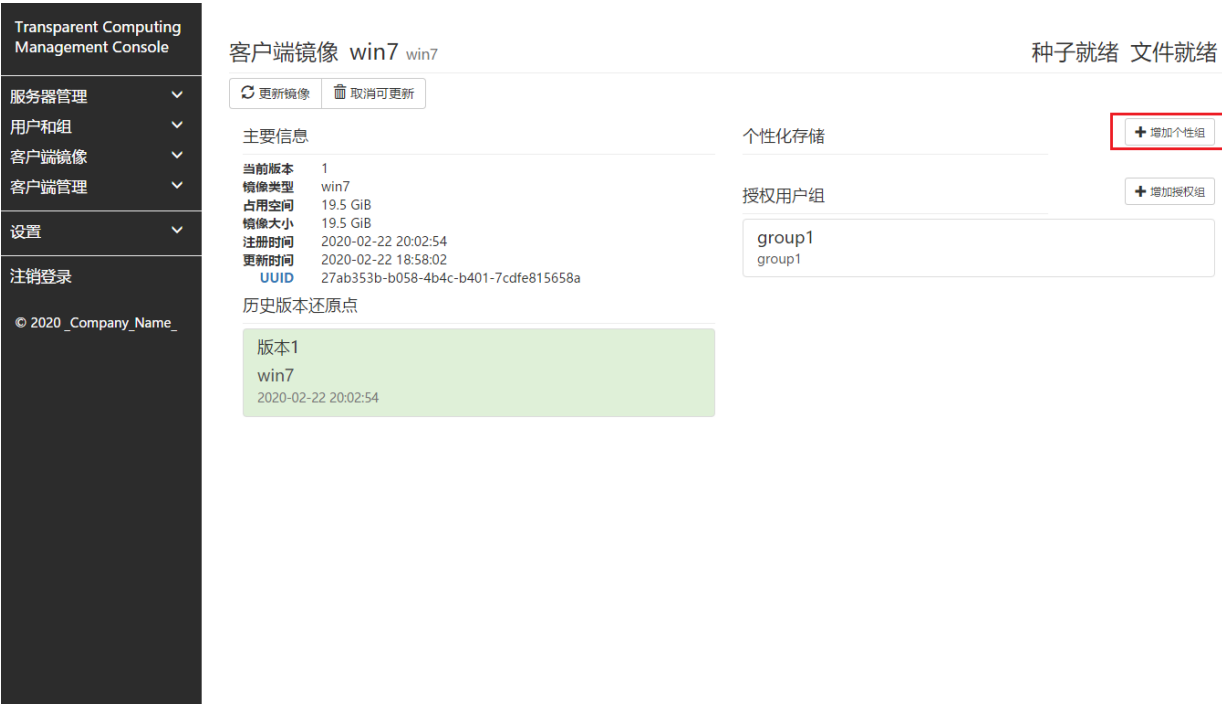 Transparent Computing
Management Console
服务器管理
用户和组
客户端镜像
客户端管理
设置
注销登录
© 2020 _Company_Name_
客户端镜像 win7 win7
种子就绪 文件就绪
更新镜像
取消可更新
主要信息
当前版本 1
镜像类型 win7
占用空间 19.5 GiB
镜像大小 19.5 GiB
注册时间 2020-02-22 20:02:54
更新时间 2020-02-22 18:58:02
UUID 27ab353b-b058-4b4c-b401-7cdfe815658a
历史版本还原点
版本1
win7
2020-02-22 20:02:54
个性化存储
增加个性组
授权用户组
增加授权组
group1
group1